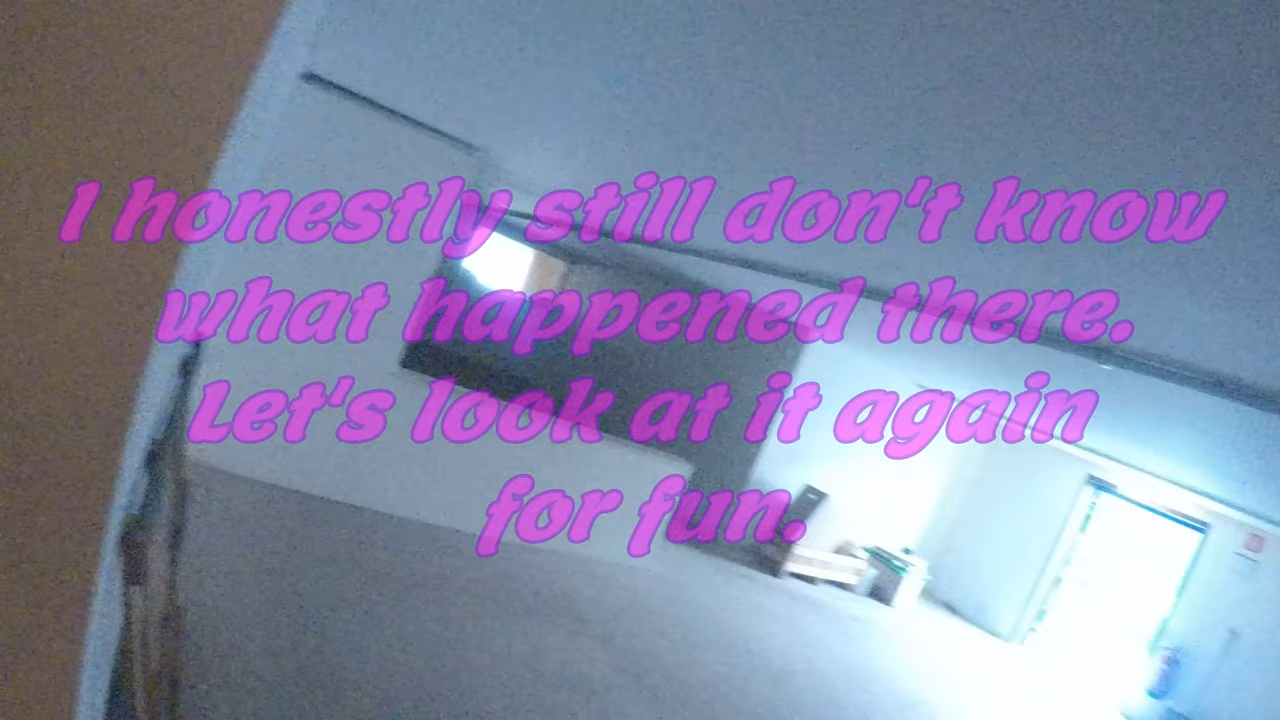 I honestly still don't know
what happened there.
Let's look at it again
for fun.